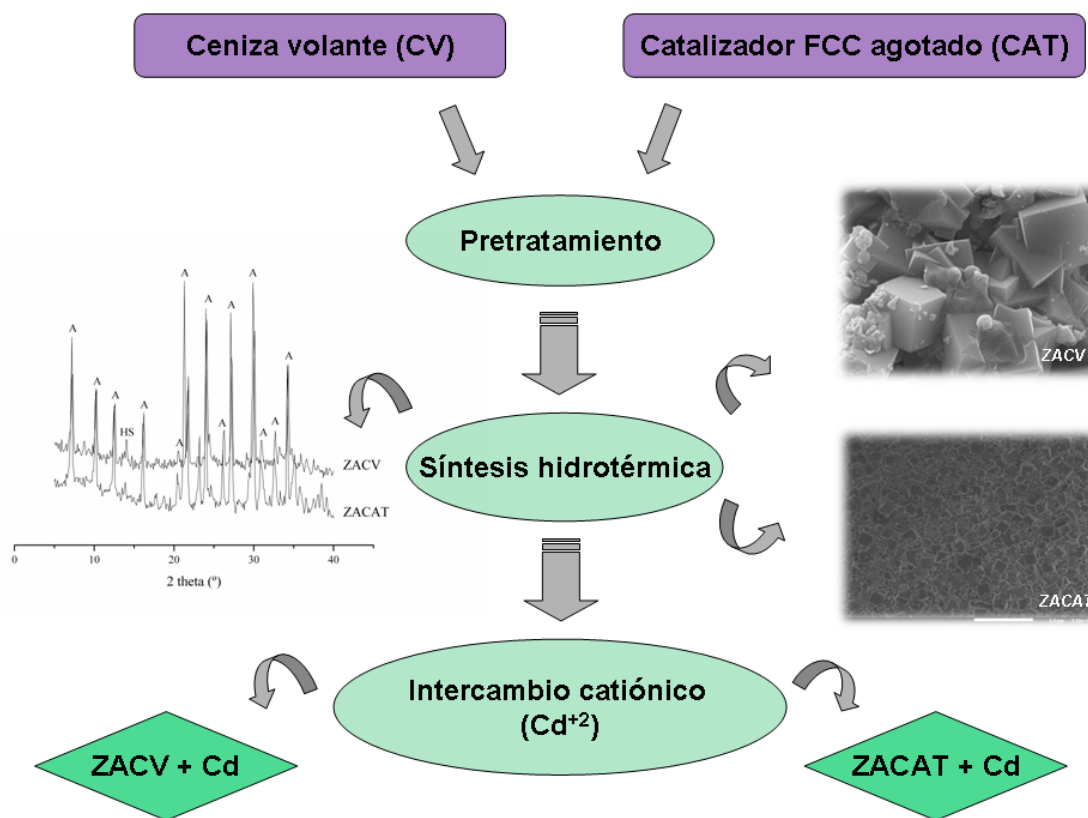 Ceniza volante (CV)
Catalizador FCC agotado (CAT)
Pretratamiento
ZACV
A
A
A
A
A
A
A
A
A
HS
A
A
A
A
A
ZACV
ZACAT
0
10
20
30
40
2 theta (º)
Síntesis hidrotérmica
ZACAT
Intercambio catiónico
(Cd⁺²)
ZACV + Cd
ZACAT + Cd